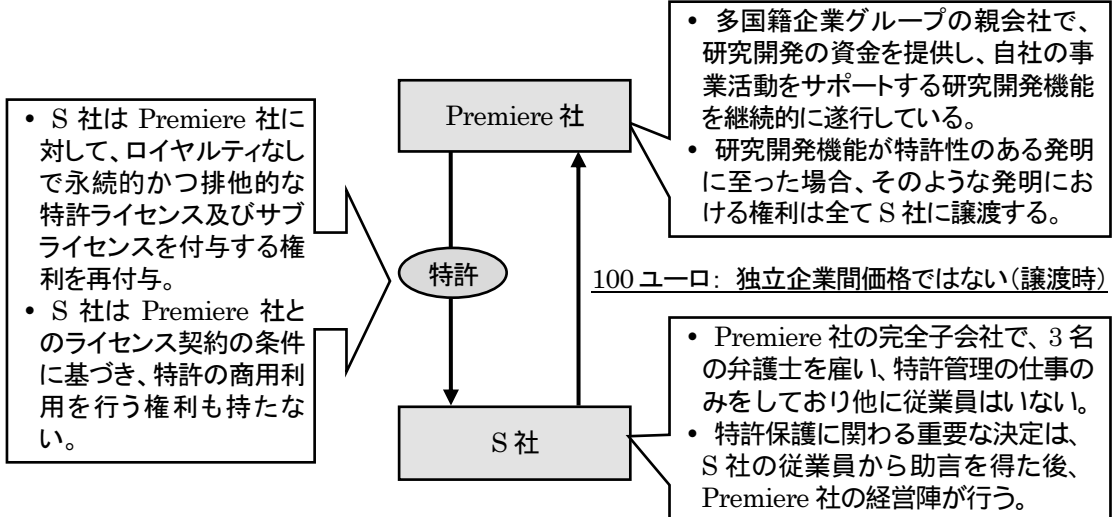 • 多国籍企業グループの親会社で、
研究開発の資金を提供し、自社の事
業活動をサポートする研究開発機能
を継続的に遂行している。
• 研究開発機能が特許性のある発明
に至った場合、そのような発明にお
ける権利は全て S 社に譲渡する。
Premiere 社
• S 社は Premiere 社に
対して、ロイヤルティなし
で永続的かつ排他的な
特許ライセンス及びサブ
ライセンスを付与する権
利を再付与。
• S 社は Premiere 社と
のライセンス契約の条件
に基づき、特許の商用利
用を行う権利も持たな
い。
特許
100 ユーロ: 独立企業間価格ではない(譲渡時)
S 社
• Premiere 社の完全子会社で、3 名
の弁護士を雇い、特許管理の仕事の
みをしており他に従業員はいない。
• 特許保護に関わる重要な決定は、
S 社の従業員から助言を得た後、
Premiere 社の経営陣が行う。